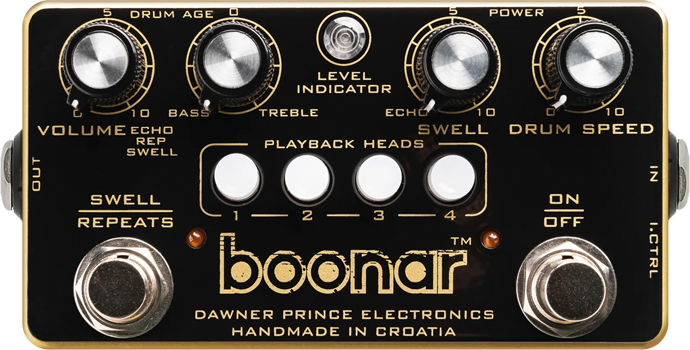 DRUM AGE
POWER
5
0
5
5
LEVEL
INDICATOR
0
10
BASS
TREBLE
ECHO
10
0
10
VOLUME
ECHO
REP
SWELL
SWELL
DRUM SPEED
PLAYBACK HEADS
1
2
3
4
OUT
IN
I.CTRL
SWELL
REPEATS
ON
OFF
boonar™
DAWNER PRINCE ELECTRONICS
HANDMADE IN CROATIA